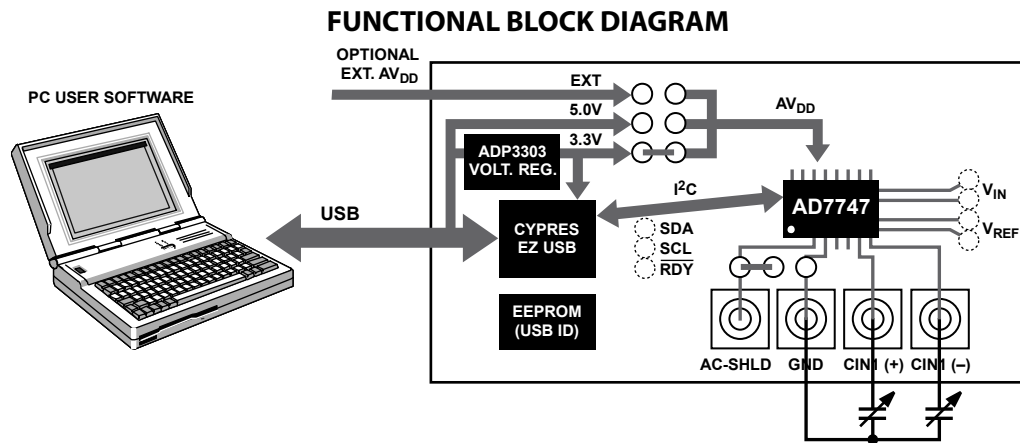 FUNCTIONAL BLOCK DIAGRAM
OPTIONAL
EXT. AVDD
PC USER SOFTWARE
EXT
5.0V
3.3V
AVDD
ADP3303
VOLT. REG.
I2C
USB
CYPRES
EZ USB
SDA
SCL
RDY
AD7747
VIN
VREF
EEPROM
(USB ID)
AC-SHLD
GND
CIN1 (+)
CIN1 (–)